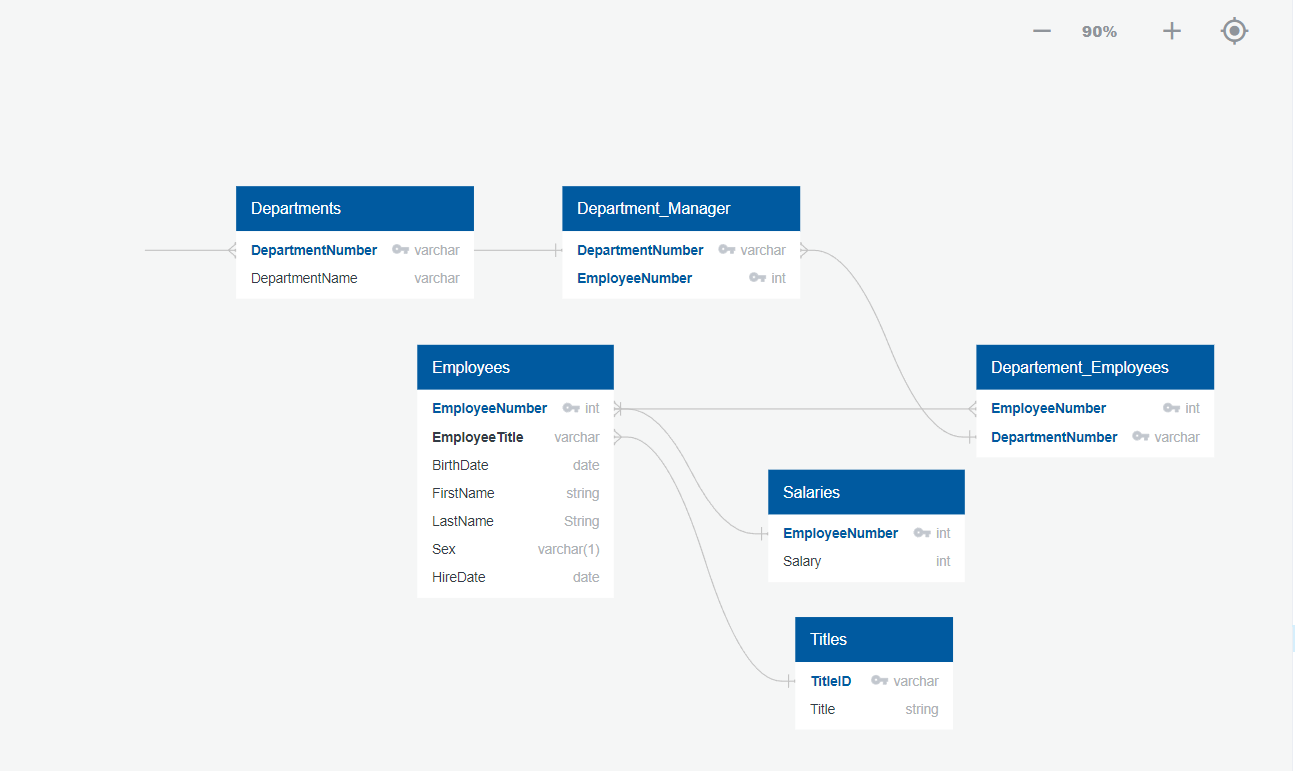 90%
Departments
DepartmentNumber varchar
DepartmentName varchar
Department_Manager
DepartmentNumber varchar
EmployeeNumber int
Employees
EmployeeNumber int
EmployeeTitle varchar
BirthDate date
FirstName string
LastName String
Sex varchar(1)
HireDate date
Departement_Employees
EmployeeNumber int
DepartmentNumber varchar
Salaries
EmployeeNumber int
Salary int
Titles
TitleID varchar
Title string